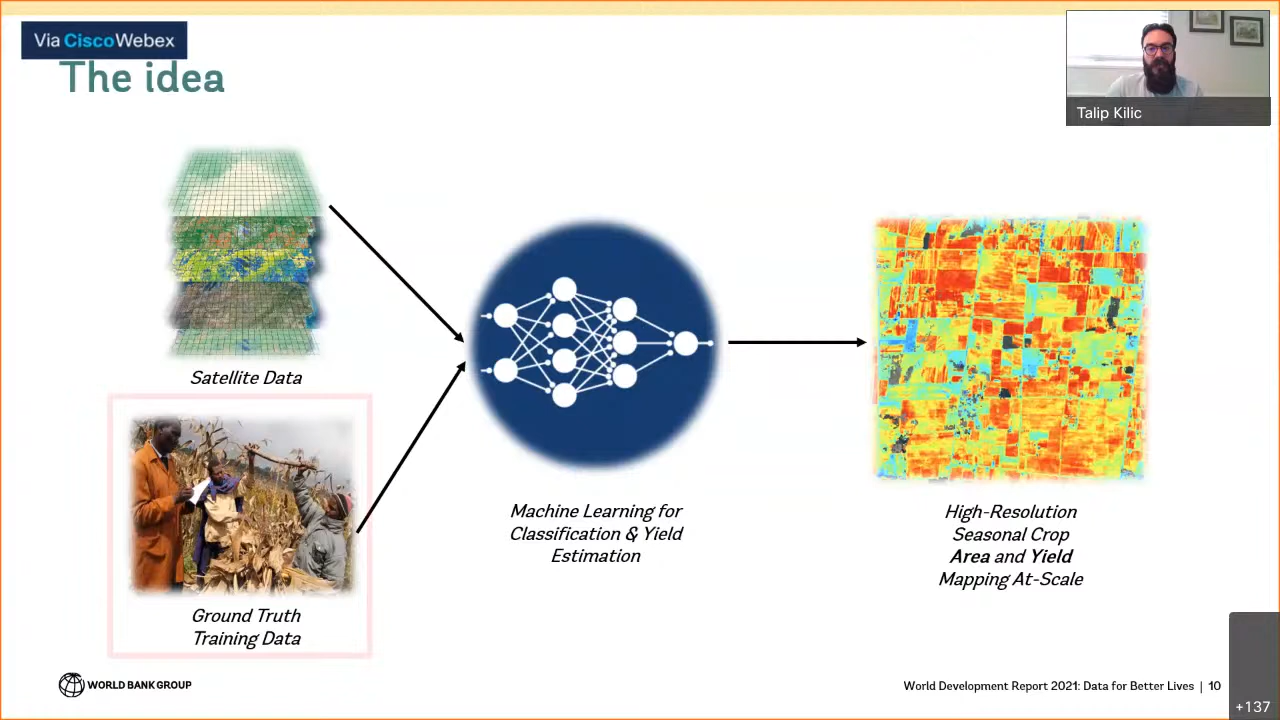 Via CiscoWebex
The idea
Talip Kilic
Satellite Data
Ground Truth
Training Data
Machine Learning for
Classification & Yield
Estimation
High-Resolution
Seasonal Crop
Area and Yield
Mapping At-Scale
WORLD BANK GROUP
World Development Report 2021: Data for Better Lives | 10
+137